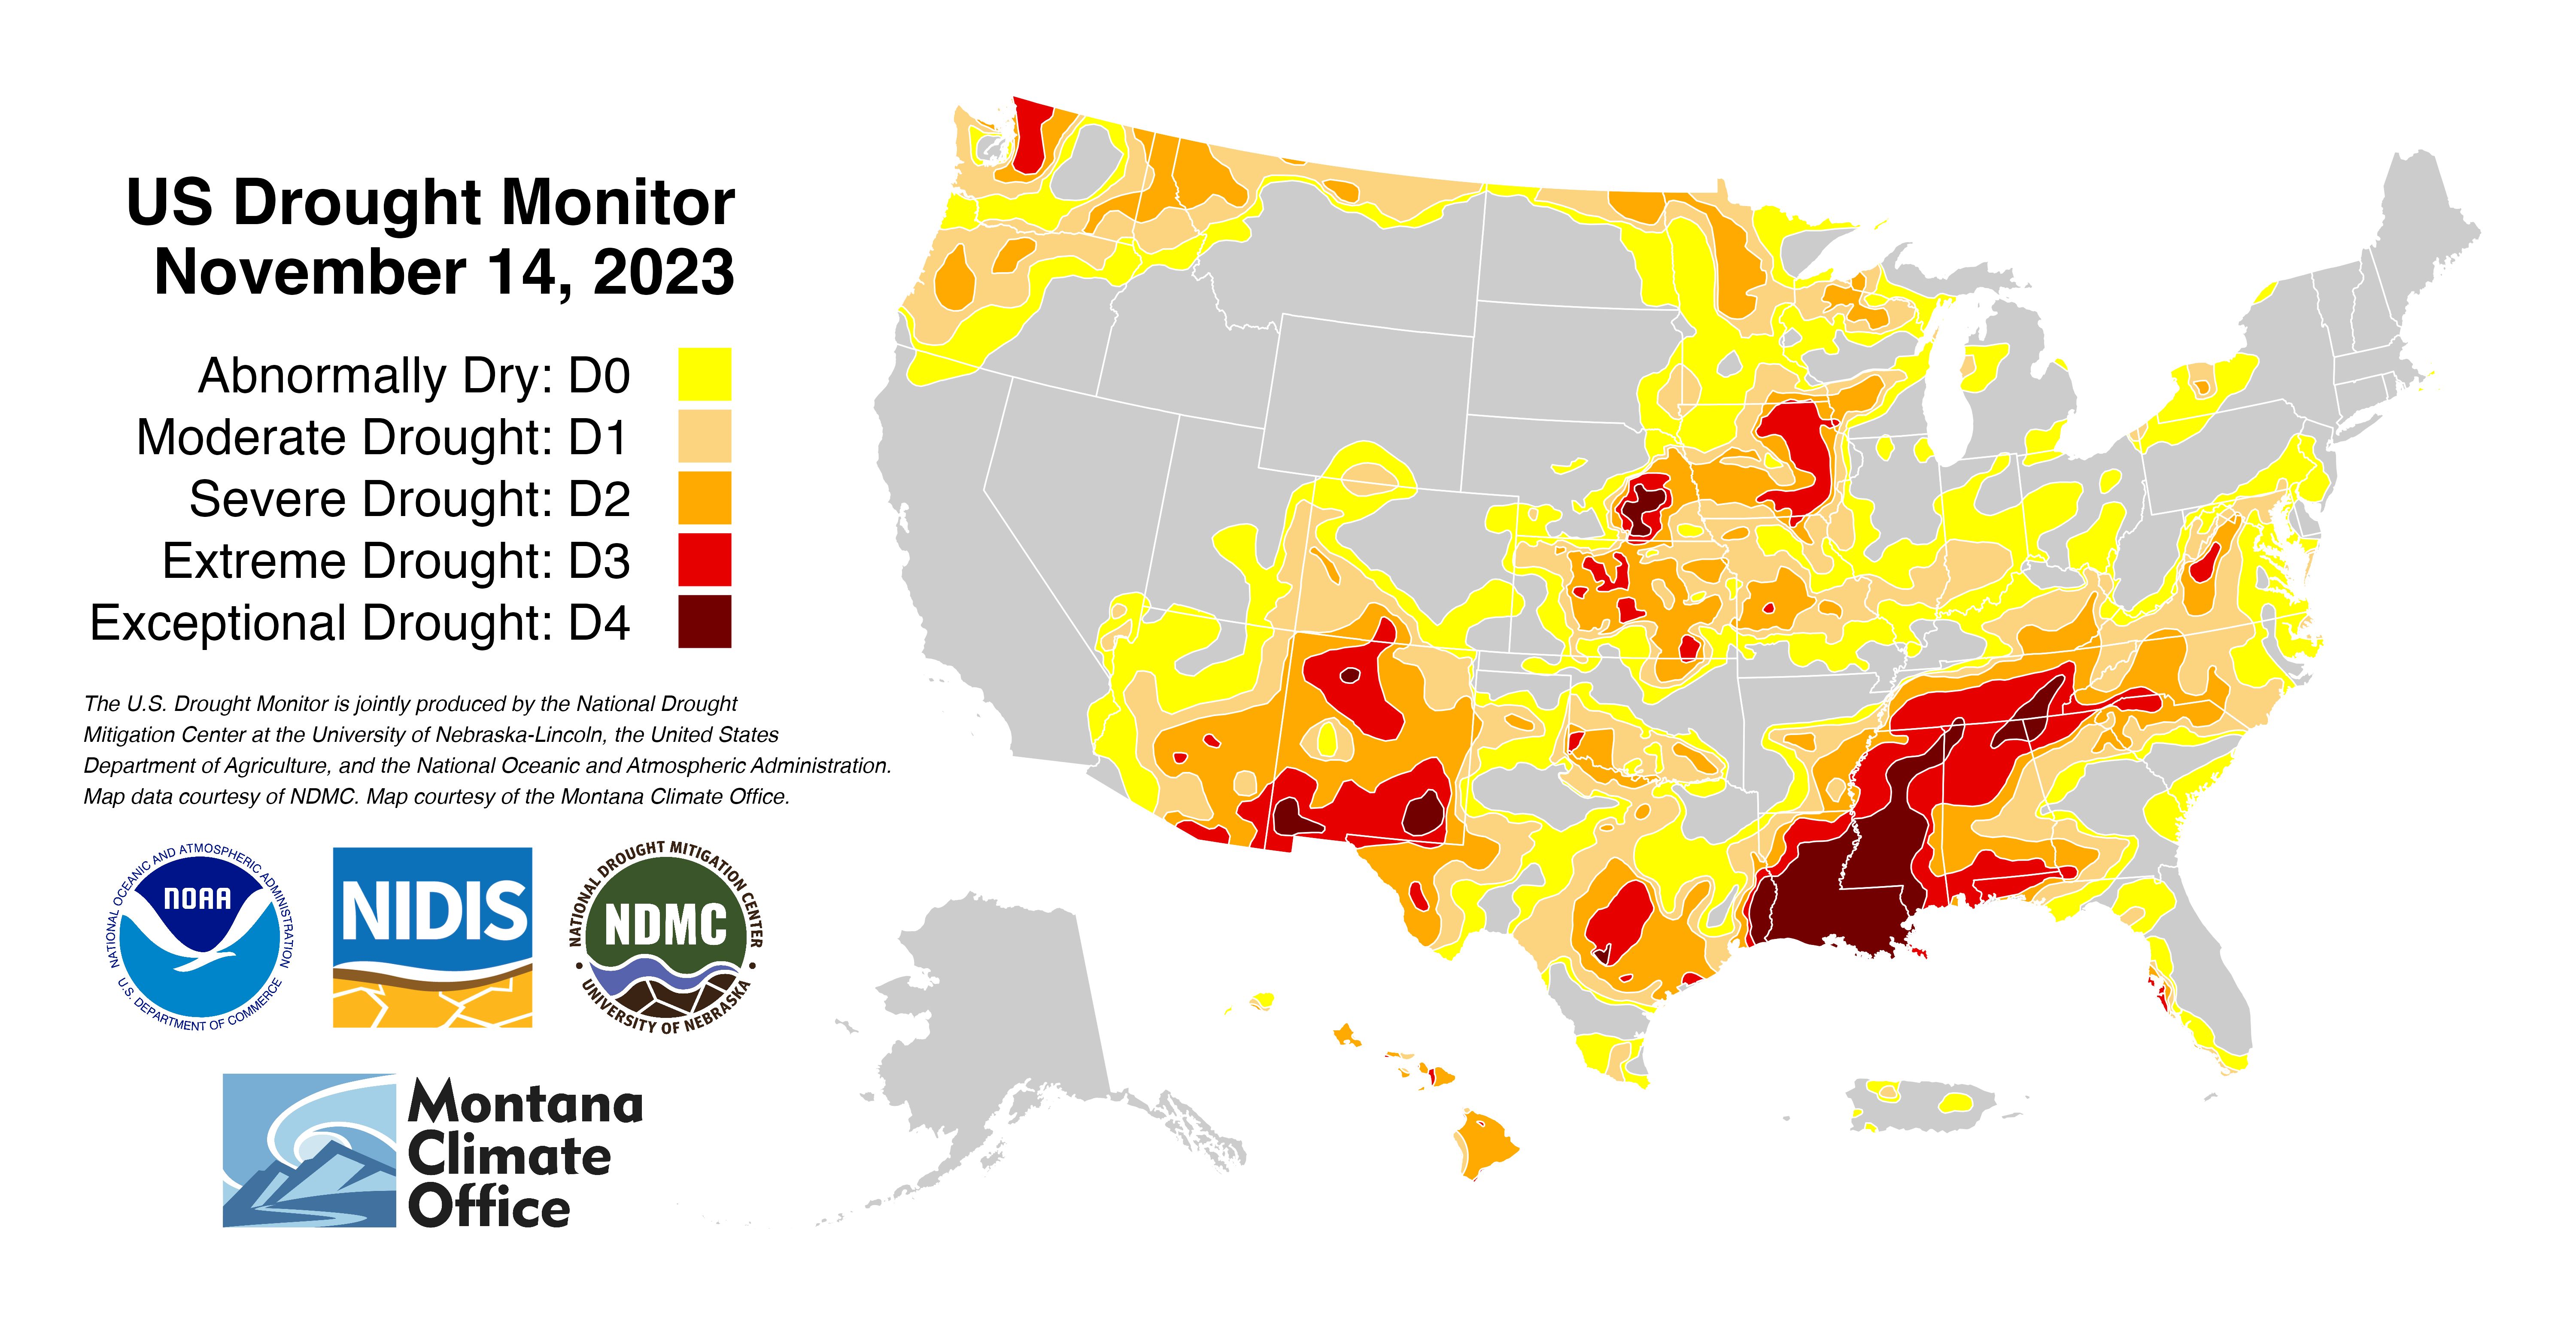 US Drought Monitor
November 14, 2023
Abnormally Dry: D0
Moderate Drought: D1
Severe Drought: D2
Extreme Drought: D3
Exceptional Drought: D4
The U.S. Drought Monitor is jointly produced by the National Drought
Mitigation Center at the University of Nebraska-Lincoln, the United States
Department of Agriculture, and the National Oceanic and Atmospheric Administration.
Map data courtesy of NDMC. Map courtesy of the Montana Climate Office.
NATIONAL OCEANIC AND ATMOSPHERIC ADMINISTRATION
NOAA
U.S. DEPARTMENT OF COMMERCE
NIDIS
NATIONAL DROUGHT MITIGATION CENTER
NDMC
UNIVERSITY OF NEBRASKA
Montana
Climate
Office